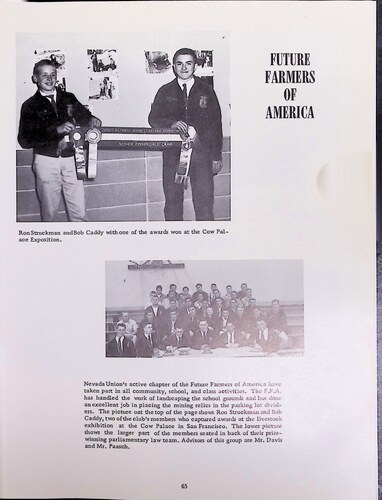 FUTURE
FARMERS
OF
AMERICA
Ron Struckman and Bob Caddy with one of the awards won at the Cow Pal-
ace Exposition.
Nevada Union's active chapter of the Future Farmers of America have
taken part in all community, school, and class activities. The F.F.A.
has handled the work of landscaping the school grounds and has done
an excellent job in placing the mining relics in the parking lot divid-
ers. The picture out the top of the page shows Ron Struckman and Bob
Caddy, two of the club's members who captured awards at the livestock
exhibition at the Cow Palace in San Francisco. The lower picture
shows the larger part of the members seated in back of their prize-
winning parliamentary law team. Advisors of this group are Mr. Davis
and Mr. Paasch.
65